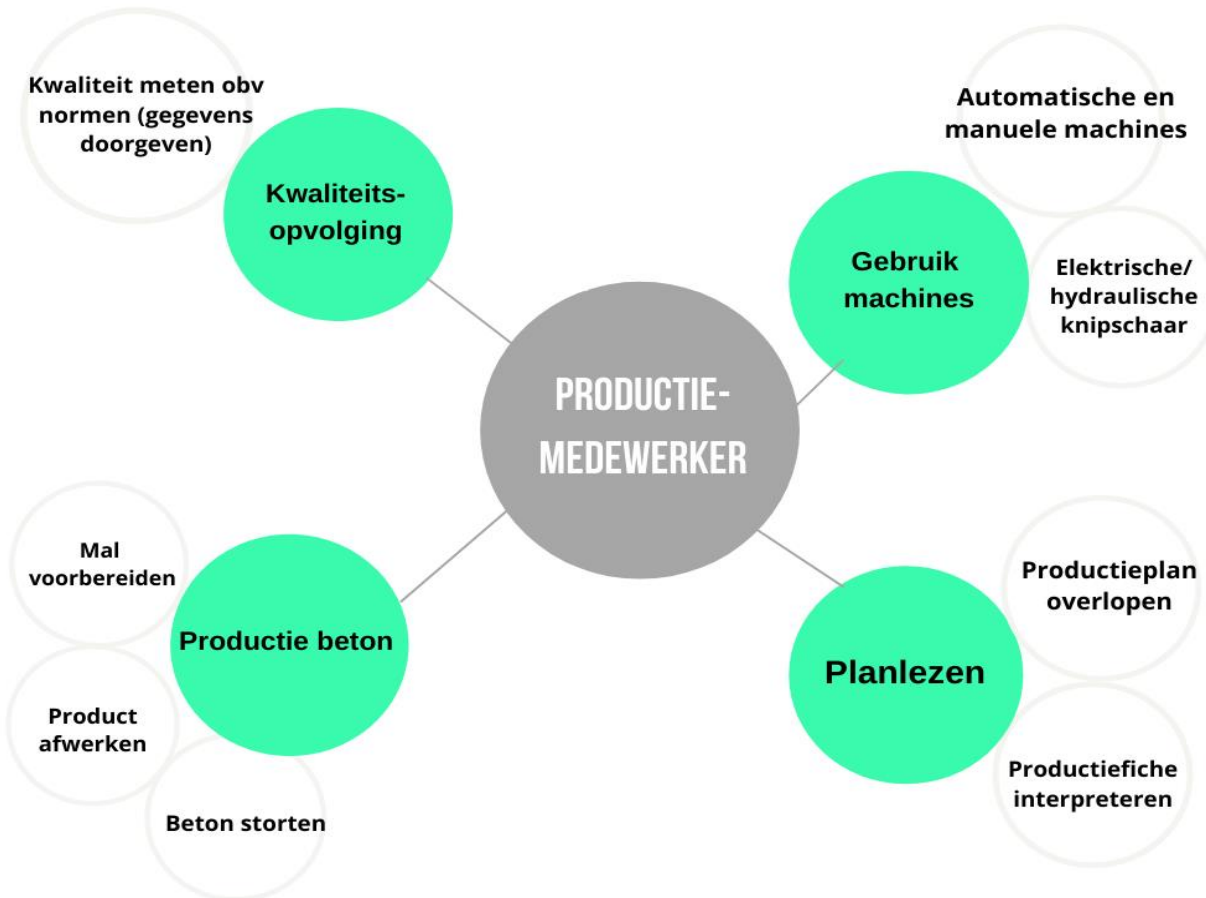 Kwaliteit meten obv
normen (gegevens
doorgeven)
Kwaliteits-
opvolging
Automatische en
manuele machines
Gebruik
machines
Elektrische/
hydraulische
knipschaar
PRODUCTIE-
MEDEWERKER
Mal
voorbereiden
Productie beton
Product
afwerken
Beton storten
Productieplan
overlopen
Planlezen
Productiefiche
interpreteren